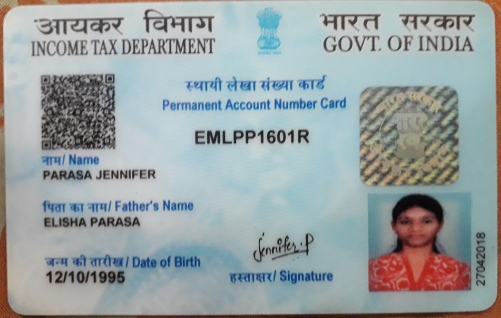 आयकर विभाग
INCOME TAX DEPARTMENT
भारत सरकार
GOVT. OF INDIA
स्थायी लेखा संख्या कार्ड
Permanent Account Number Card
EMLPP1601R
नाम/ Name
PARASA JENNIFER
पिता का नाम/ Father's Name
ELISHA PARASA
जन्म की तारीख/ Date of Birth
12/10/1995
Jennifer.P
हस्ताक्षर/ Signature
27042018